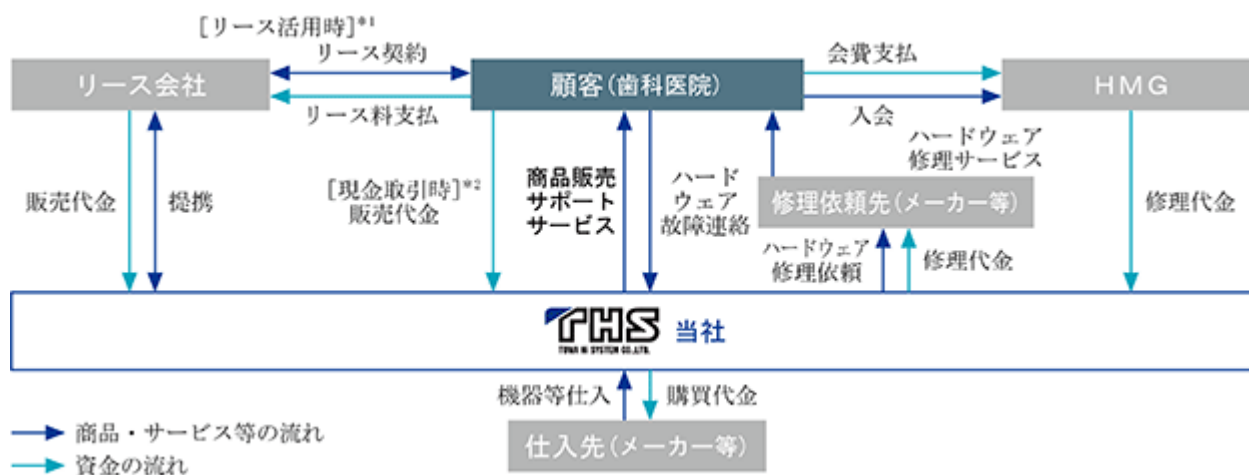 [リース活用時]*1
リース契約
会費支払
リース会社
顧客(歯科医院)
HMG
リース料支払
入会
ハードウェア
修理サービス
販売代金
提携
[現金取引時]*2
販売代金
商品販売
サポート
サービス
ハード
ウェア
故障連絡
修理依頼先(メーカー等)
修理代金
ハードウェア
修理依頼
修理代金
THS
TOWA HI SYSTEM CO.,LTD.
当社
機器等仕入
購買代金
仕入先(メーカー等)
商品・サービス等の流れ
資金の流れ